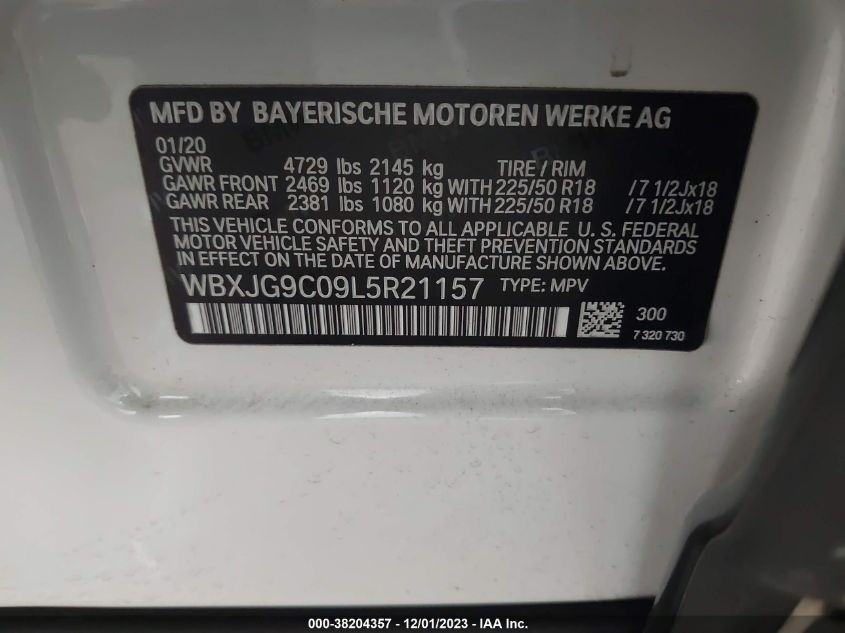 MFD BY BAYERISCHE MOTOREN WERKE AG
01/20
GVWR 4729 lbs 2145 kg TIRE / RIM
GAWR FRONT 2469 lbs 1120 kg WITH 225/50 R18 /7 1/2Jx18
GAWR REAR 2381 lbs 1080 kg WITH 225/50 R18 /7 1/2Jx18
THIS VEHICLE CONFORMS TO ALL APPLICABLE U. S. FEDERAL
MOTOR VEHICLE SAFETY AND THEFT PREVENTION STANDARDS
IN EFFECT ON THE DATE OF MANUFACTURE SHOWN ABOVE.
WBXJG9C09L5R21157 TYPE: MPV
300
7 320 730
000-38204357 - 12/01/2023 - IAA Inc.